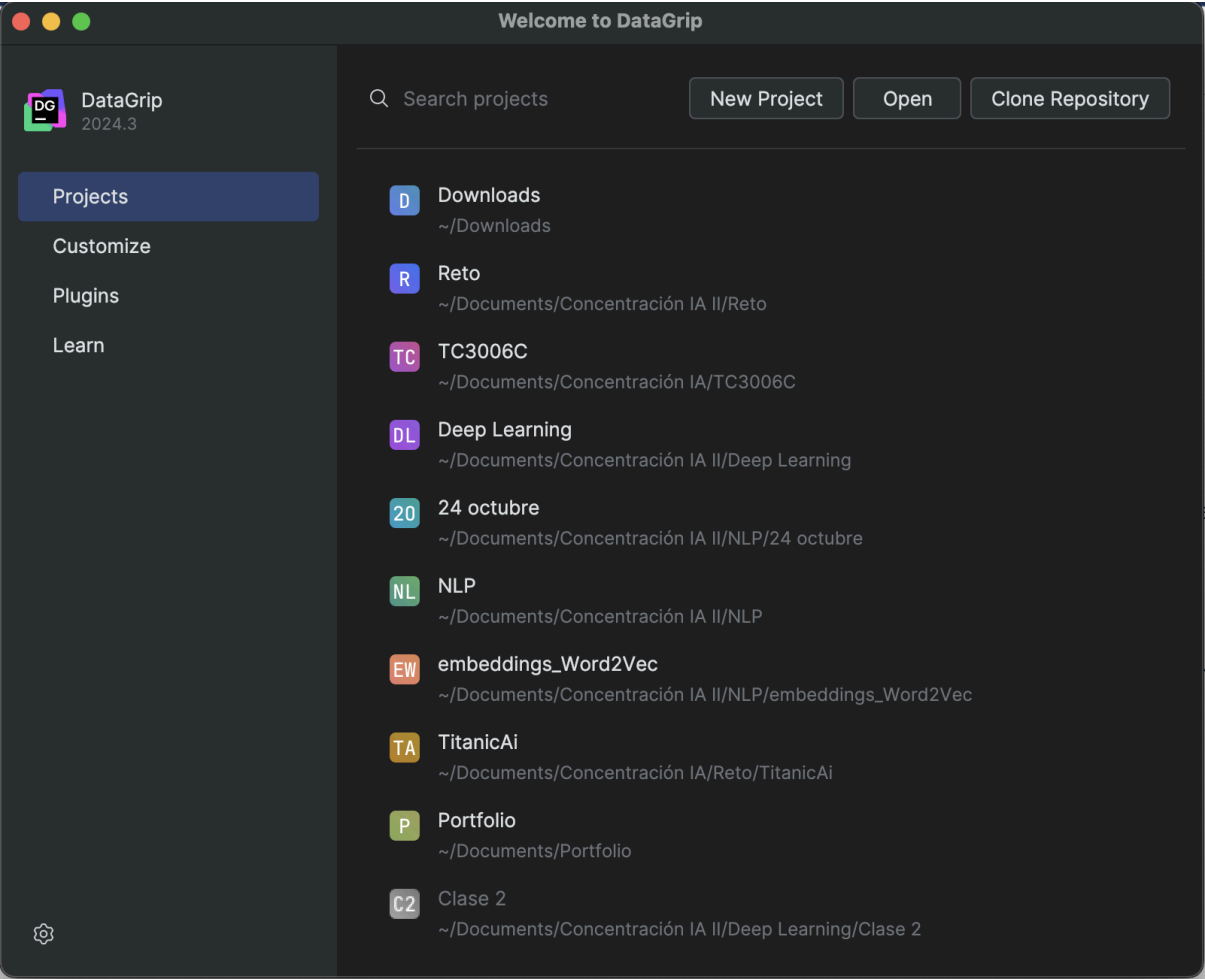 Welcome to DataGrip
DG
DataGrip
2024.3
Projects
Customize
Plugins
Learn
Search projects
New Project
Open
Clone Repository
D
Downloads
~/Downloads
R
Reto
~/Documents/Concentración IA II/Reto
TC
TC3006C
~/Documents/Concentración IA/TC3006C
DL
Deep Learning
~/Documents/Concentración IA II/Deep Learning
2O
24 octubre
~/Documents/Concentración IA II/NLP/24 octubre
NL
NLP
~/Documents/Concentración IA II/NLP
EW
embeddings_Word2Vec
~/Documents/Concentración IA II/NLP/embeddings_Word2Vec
TA
TitanicAi
~/Documents/Concentración IA/Reto/TitanicAi
P
Portfolio
~/Documents/Portfolio
C2
Clase 2
~/Documents/Concentración IA II/Deep Learning/Clase 2